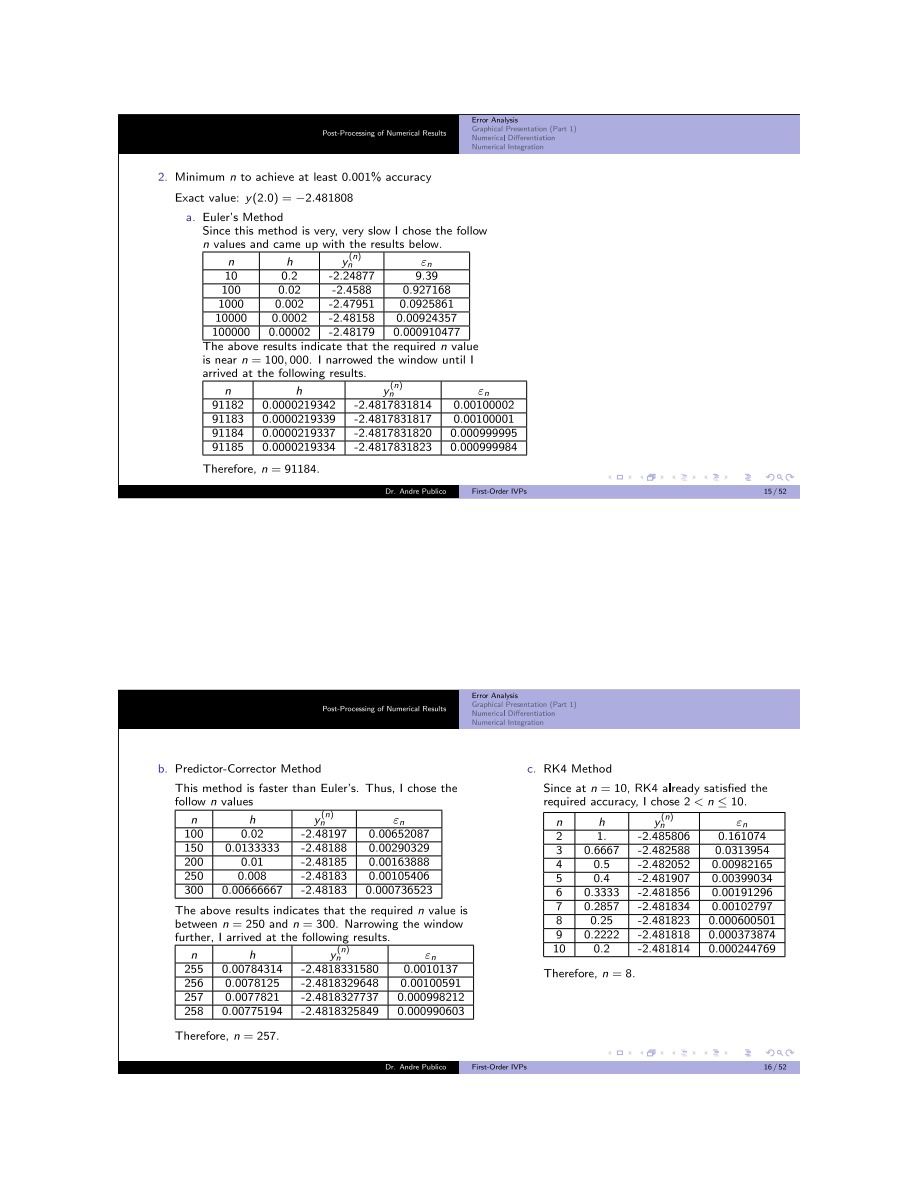 Post-Processing of Numerical Results
Error Analysis
Graphical Presentation (Part 1)
Numerical Differentiation
Numerical Integration
2. Minimum n to achieve at least 0.001% accuracy
Exact value: y(2.0) = −2.481808
a. Euler's Method
Since this method is very, very slow I chose the follow
n values and came up with the results below.
n h yₙ⁽ⁿ⁾ εₙ
10 0.2 -2.24877 9.39
100 0.02 -2.4588 0.927168
1000 0.002 -2.47951 0.0925861
10000 0.0002 -2.48158 0.00924357
100000 0.00002 -2.48179 0.000910477
The above results indicate that the required n value
is near n = 100,000. I narrowed the window until I
arrived at the following results.
n h yₙ⁽ⁿ⁾ εₙ
91182 0.0000219342 -2.4817831814 0.00100002
91183 0.0000219339 -2.4817831817 0.00100001
91184 0.0000219337 -2.4817831820 0.000999995
91185 0.0000219334 -2.4817831823 0.000999984
Therefore, n = 91184.
Dr. Andre Publico First-Order IVPs 15 / 52
Post-Processing of Numerical Results
Error Analysis
Graphical Presentation (Part 1)
Numerical Differentiation
Numerical Integration
b. Predictor-Corrector Method
This method is faster than Euler's. Thus, I chose the
follow n values
n h yₙ⁽ⁿ⁾ εₙ
100 0.02 -2.48197 0.00652087
150 0.0133333 -2.48188 0.00290329
200 0.01 -2.48185 0.00163888
250 0.008 -2.48183 0.00105406
300 0.00666667 -2.48183 0.000736523
The above results indicates that the required n value is
between n = 250 and n = 300. Narrowing the window
further, I arrived at the following results.
n h yₙ⁽ⁿ⁾ εₙ
255 0.00784314 -2.4818331580 0.0010137
256 0.0078125 -2.4818329648 0.00100591
257 0.0077821 -2.4818327737 0.000998212
258 0.00775194 -2.4818325849 0.000990603
Therefore, n = 257.
c. RK4 Method
Since at n = 10, RK4 already satisfied the
required accuracy, I chose 2 < n ≤ 10.
n h yₙ⁽ⁿ⁾ εₙ
2 1. -2.485806 0.161074
3 0.6667 -2.482588 0.0313954
4 0.5 -2.482052 0.00982165
5 0.4 -2.481907 0.00399034
6 0.3333 -2.481856 0.00191296
7 0.2857 -2.481834 0.00102797
8 0.25 -2.481823 0.000600501
9 0.2222 -2.481818 0.000373874
10 0.2 -2.481814 0.000244769
Therefore, n = 8.
Dr. Andre Publico First-Order IVPs 16 / 52